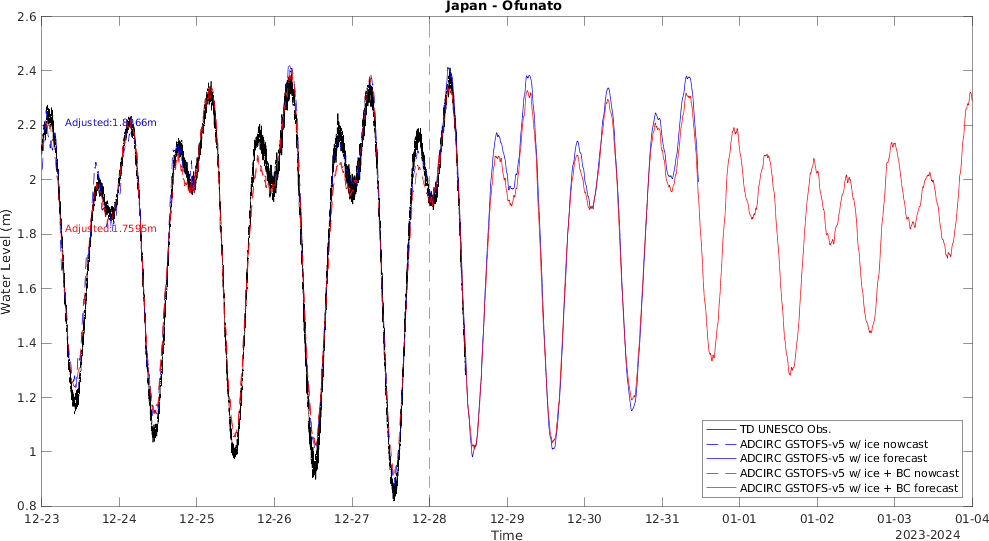 Japan - Ofunato
2.6
2.4
2.2
2
1.8
1.6
1.4
1.2
1
0.8
Water Level (m)
Adjusted:1.8166m
Adjusted:1.7595m
TD UNESCO Obs.
ADCIRC GSTOFS-v5 w/ ice nowcast
ADCIRC GSTOFS-v5 w/ ice forecast
ADCIRC GSTOFS-v5 w/ ice + BC nowcast
ADCIRC GSTOFS-v5 w/ ice + BC forecast
12-23 12-24 12-25 12-26 12-27 12-28 12-29 12-30 12-31 01-01 01-02 01-03 01-04
Time
2023-2024